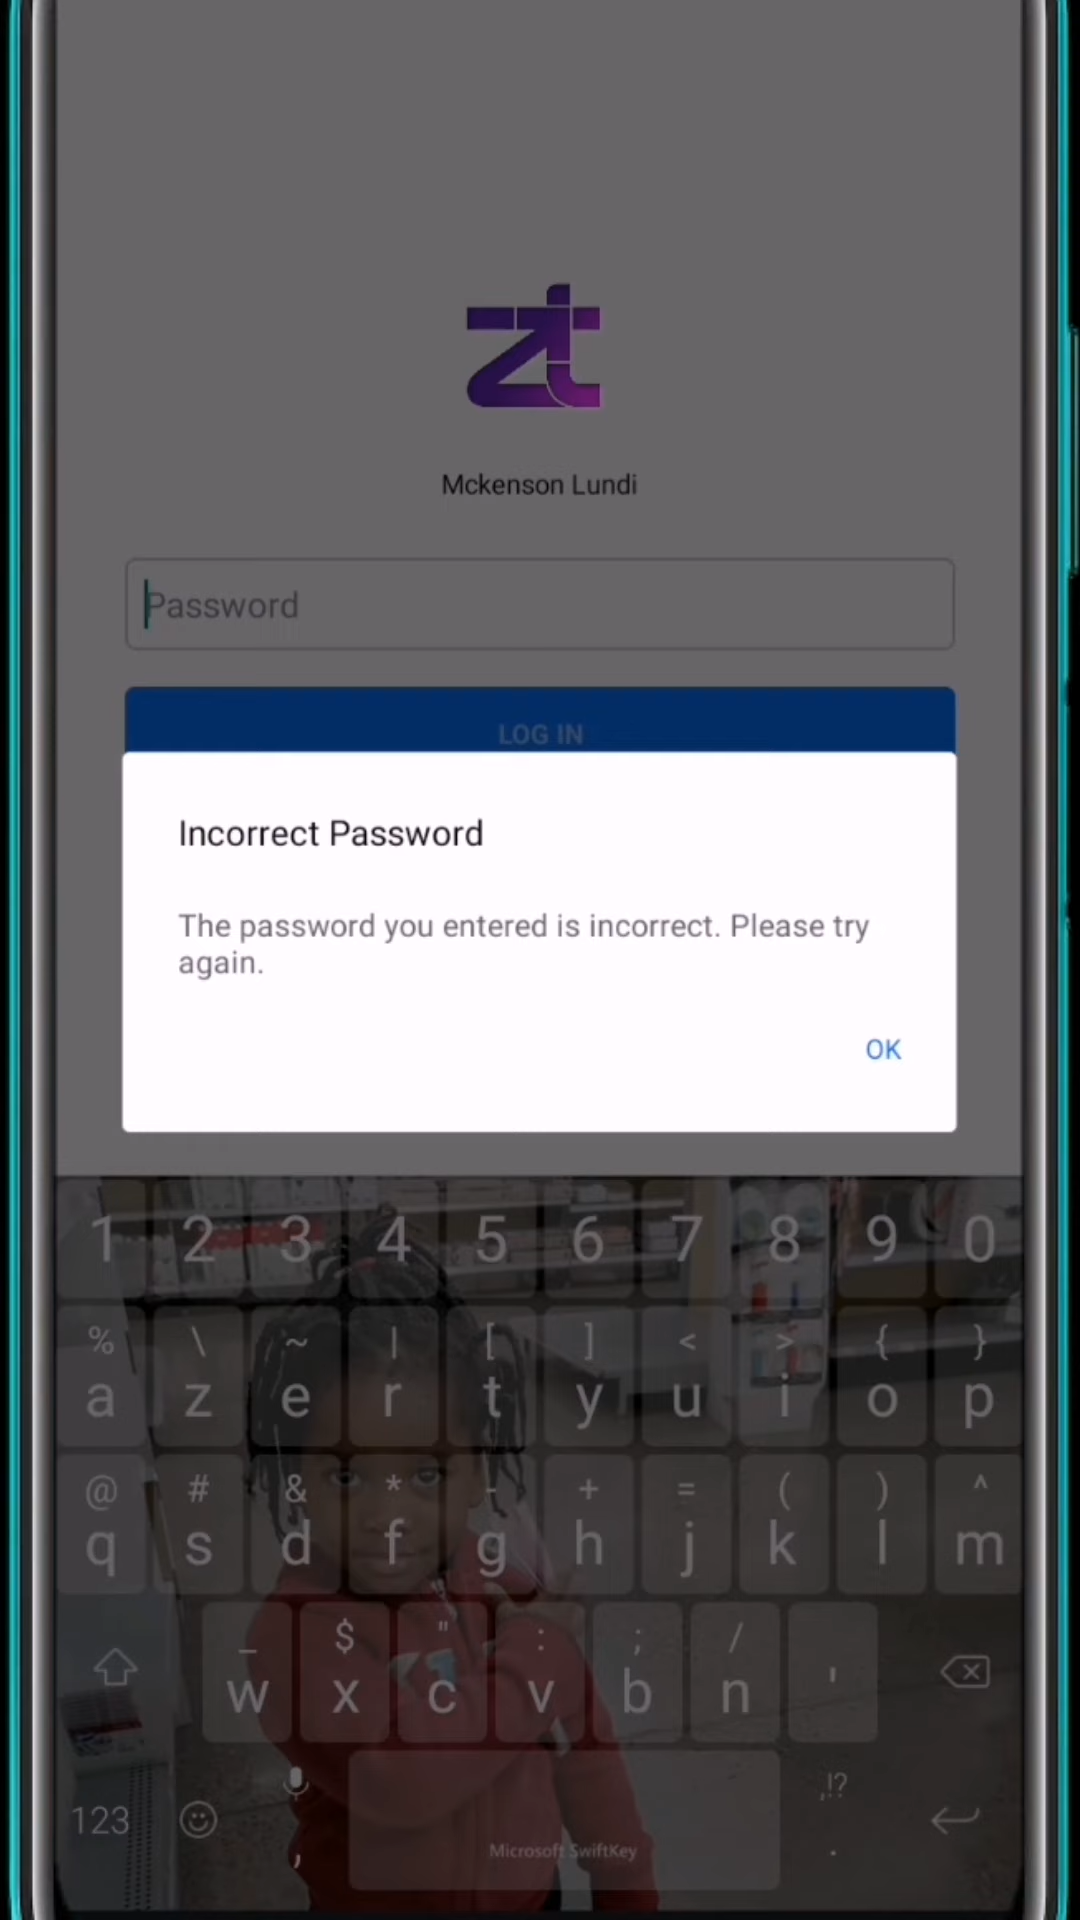 zt
Mckenson Lundi
Password
LOG IN
Incorrect Password
The password you entered is incorrect. Please try
again.
OK
1 2 3 4 5 6 7 8 9 0
% \ ~ | [ ] < > { }
a z e r t y u i o p
@ # & * - + = ( ) ^
q s d f g h j k l m
_ $ " : ; /
w x c v b n '
,!?
123 , Microsoft SwiftKey .